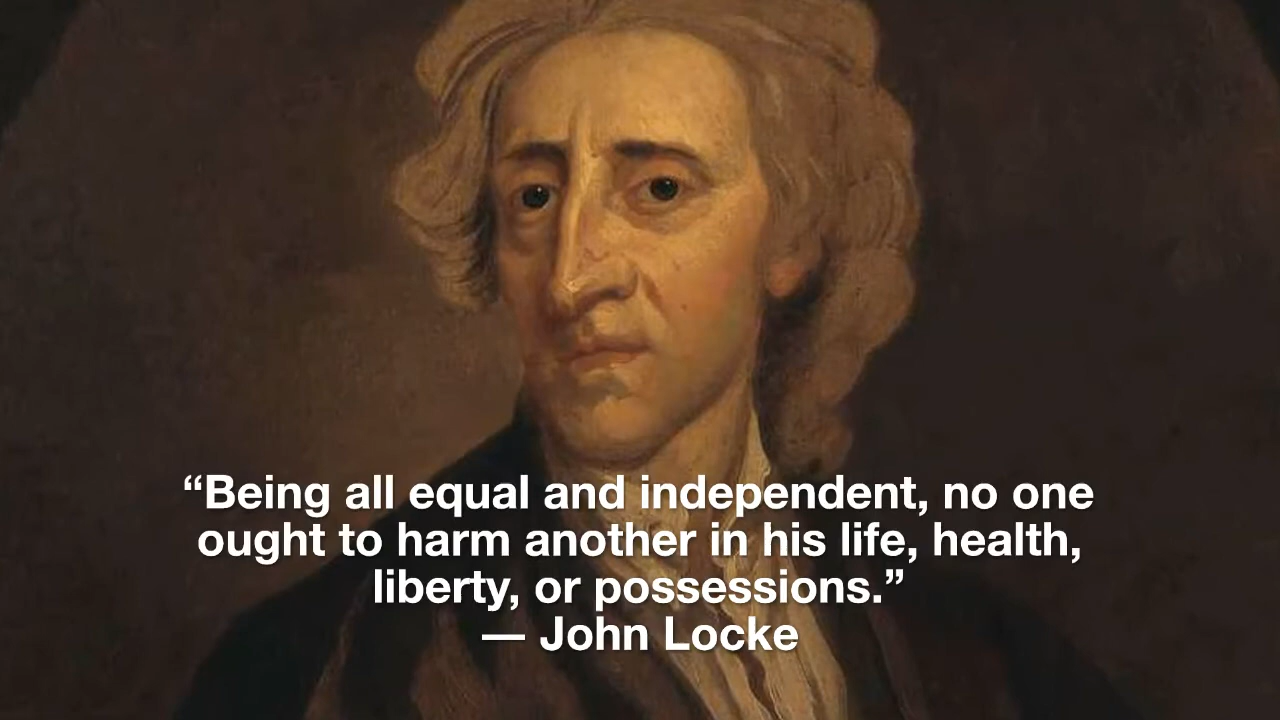 “Being all equal and independent, no one
ought to harm another in his life, health,
liberty, or possessions.”
— John Locke